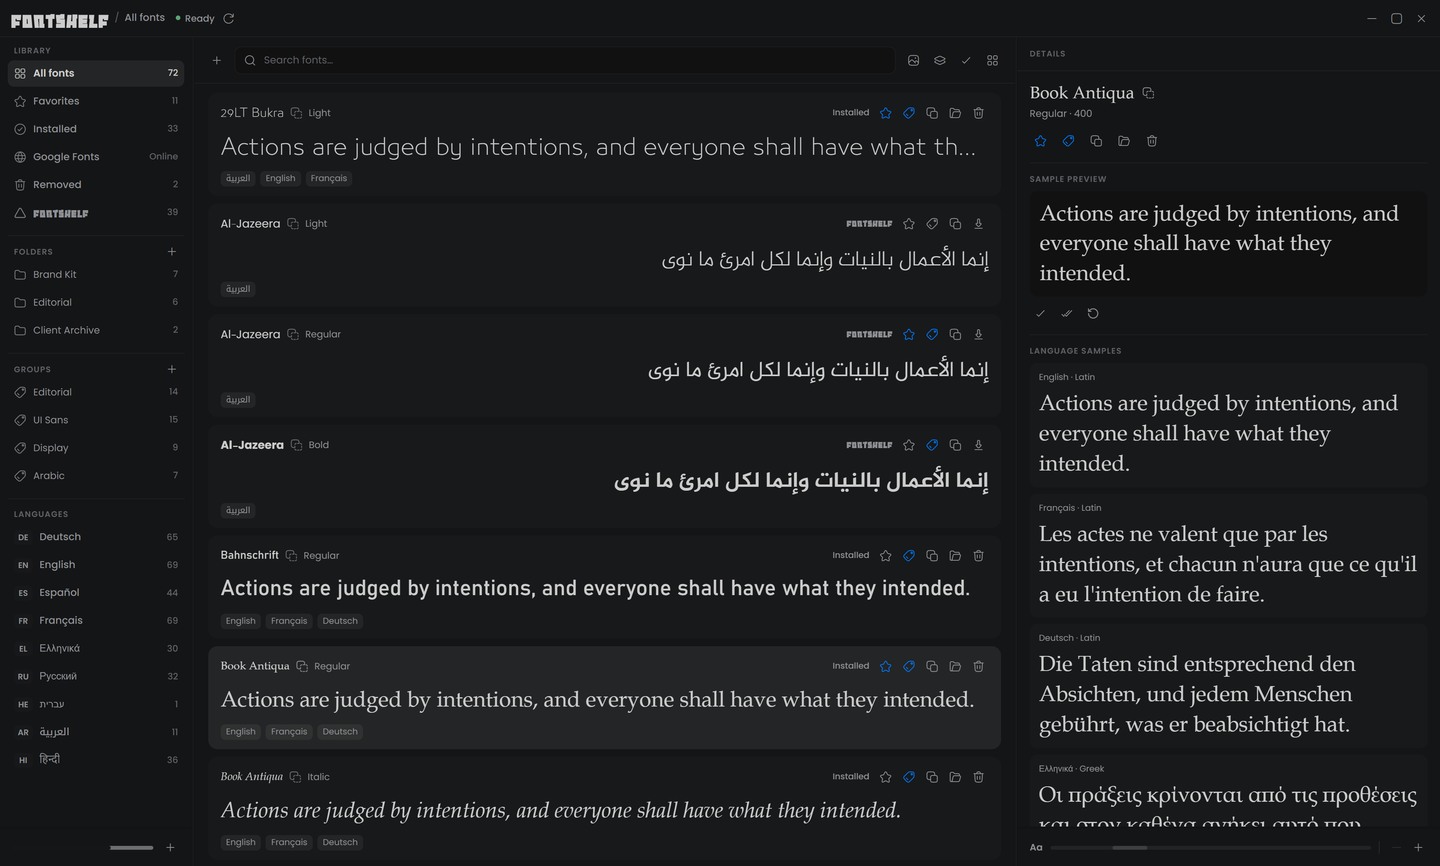 FONTSHELF / All fonts Ready
LIBRARY
All fonts 72
Favorites 11
Installed 33
Google Fonts Online
Removed 2
FONTSHELF 39
FOLDERS
Brand Kit 7
Editorial 6
Client Archive 2
GROUPS
Editorial 14
UI Sans 15
Display 9
Arabic 7
LANGUAGES
DE Deutsch 65
EN English 69
ES Español 44
FR Français 69
EL Ελληνικά 30
RU Русский 32
HE עברית 1
AR العربية 11
HI हिन्दी 36
Search fonts...
29LT Bukra Light Installed
Actions are judged by intentions, and everyone shall have what th...
العربية English Français
Al-Jazeera Light FONTSHELF
إنما الأعمال بالنيات وإنما لكل امرئ ما نوى
العربية
Al-Jazeera Regular FONTSHELF
إنما الأعمال بالنيات وإنما لكل امرئ ما نوى
العربية
Al-Jazeera Bold FONTSHELF
إنما الأعمال بالنيات وإنما لكل امرئ ما نوى
العربية
Bahnschrift Regular Installed
Actions are judged by intentions, and everyone shall have what they intended.
English Français Deutsch
Book Antiqua Regular Installed
Actions are judged by intentions, and everyone shall have what they intended.
English Français Deutsch
Book Antiqua Italic Installed
Actions are judged by intentions, and everyone shall have what they intended.
English Français Deutsch
DETAILS
Book Antiqua
Regular · 400
SAMPLE PREVIEW
Actions are judged by intentions, and
everyone shall have what they
intended.
LANGUAGE SAMPLES
English · Latin
Actions are judged by intentions, and
everyone shall have what they
intended.
Français · Latin
Les actes ne valent que par les
intentions, et chacun n'aura que ce qu'il
a eu l'intention de faire.
Deutsch · Latin
Die Taten sind entsprechend den
Absichten, und jedem Menschen
gebührt, was er beabsichtigt hat.
Ελληνικά · Greek
Οι πράξεις κρίνονται από τις προθέσεις
και στον καθένα ανήκει αυτό που
Aa